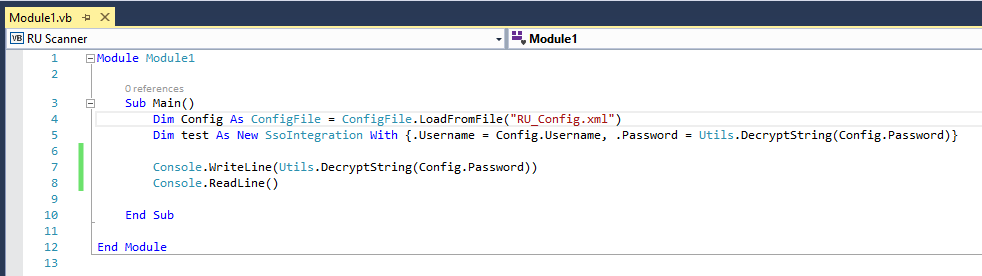 Module1.vb
RU Scanner
Module1
1 Module Module1
2
0 references
3 Sub Main()
4 Dim Config As ConfigFile = ConfigFile.LoadFromFile("RU_Config.xml")
5 Dim test As New SsoIntegration With {.Username = Config.Username, .Password = Utils.DecryptString(Config.Password)}
6
7 Console.WriteLine(Utils.DecryptString(Config.Password))
8 Console.ReadLine()
9
10 End Sub
11
12 End Module
13